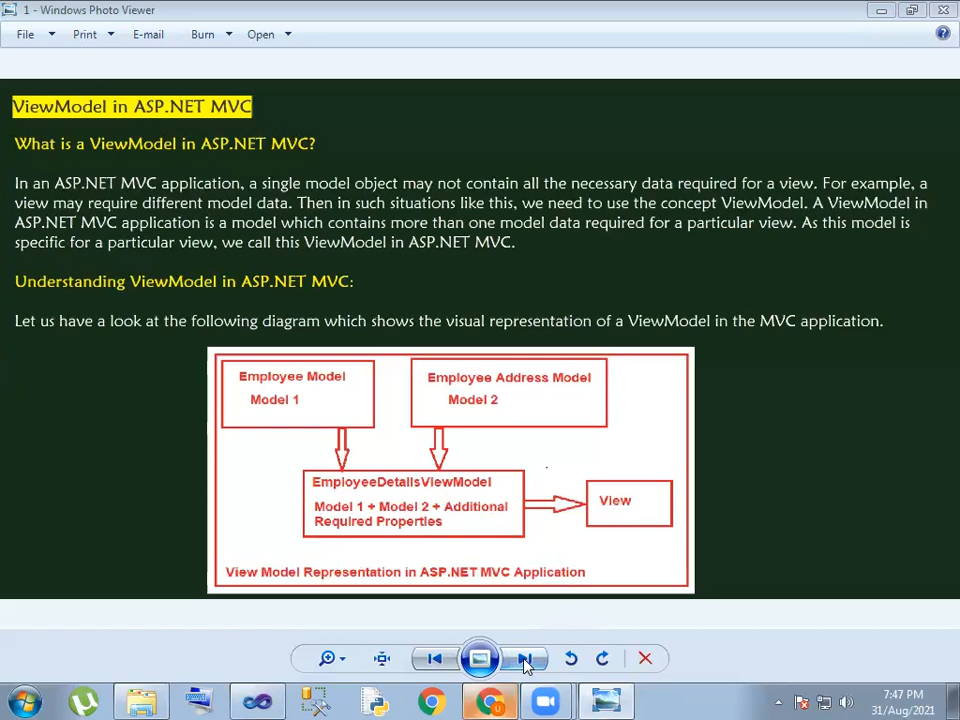 1 - Windows Photo Viewer
File Print E-mail Burn Open
ViewModel in ASP.NET MVC
What is a ViewModel in ASP.NET MVC?
In an ASP.NET MVC application, a single model object may not contain all the necessary data required for a view. For example, a
view may require different model data. Then in such situations like this, we need to use the concept ViewModel. A ViewModel in
ASP.NET MVC application is a model which contains more than one model data required for a particular view. As this model is
specific for a particular view, we call this ViewModel in ASP.NET MVC.
Understanding ViewModel in ASP.NET MVC:
Let us have a look at the following diagram which shows the visual representation of a ViewModel in the MVC application.
Employee Model
Model 1
Employee Address Model
Model 2
EmployeeDetailsViewModel
Model 1 + Model 2 + Additional
Required Properties
View
View Model Representation in ASP.NET MVC Application
7:47 PM
31/Aug/2021